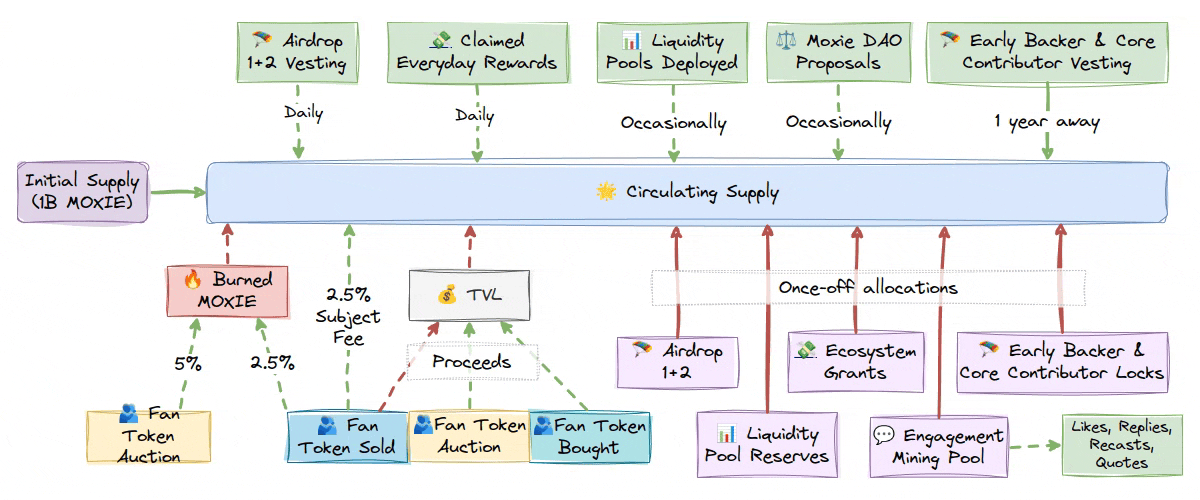 Airdrop
1+2 Vesting
Claimed
Everyday Rewards
Liquidity
Pools Deployed
Moxie DAO
Proposals
Early Backer & Core
Contributor Vesting
Daily
Daily
Occasionally
Occasionally
1 year away
Initial Supply
(1B MOXIE)
Circulating Supply
Burned
MOXIE
2.5%
Subject
Fee
TVL
Once-off allocations
5%
2.5%
Proceeds
Airdrop
1+2
Ecosystem
Grants
Early Backer &
Core Contributor Locks
Fan
Token
Auction
Fan
Token Sold
Fan Token
Auction
Fan Token
Bought
Liquidity
Pool Reserves
Engagement
Mining Pool
Likes, Replies,
Recasts,
Quotes